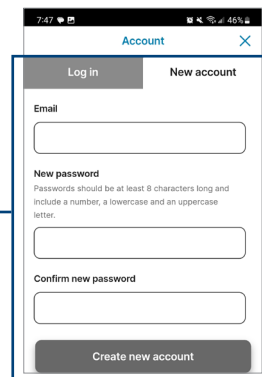 7:47 46%
Account
Log in New account
Email
New password
Passwords should be at least 8 characters long and
include a number, a lowercase and an uppercase
letter.
Confirm new password
Create new account